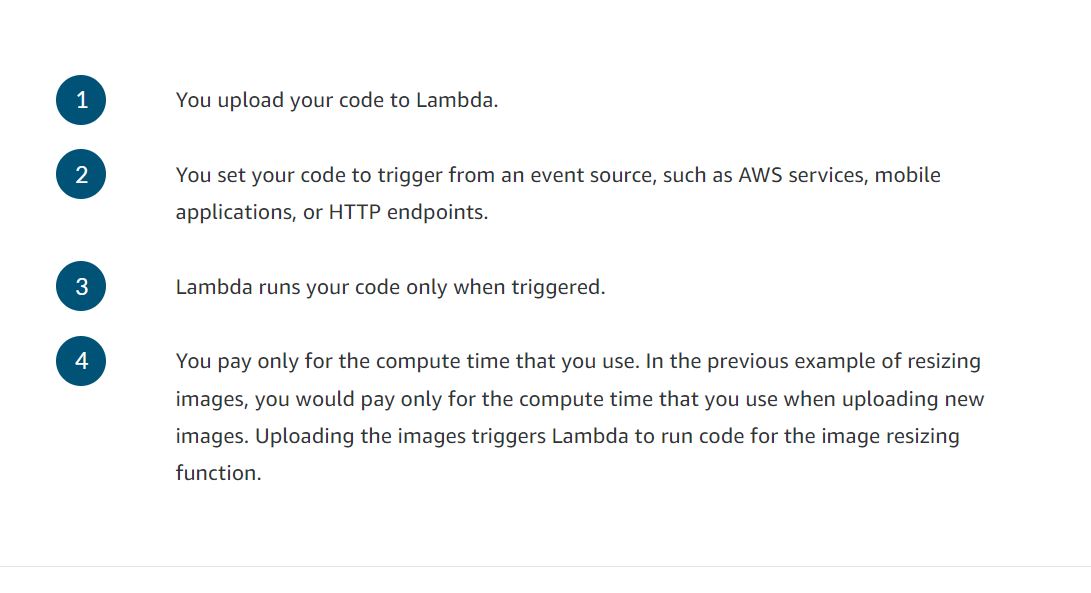 1 You upload your code to Lambda.
2 You set your code to trigger from an event source, such as AWS services, mobile
applications, or HTTP endpoints.
3 Lambda runs your code only when triggered.
4 You pay only for the compute time that you use. In the previous example of resizing
images, you would pay only for the compute time that you use when uploading new
images. Uploading the images triggers Lambda to run code for the image resizing
function.